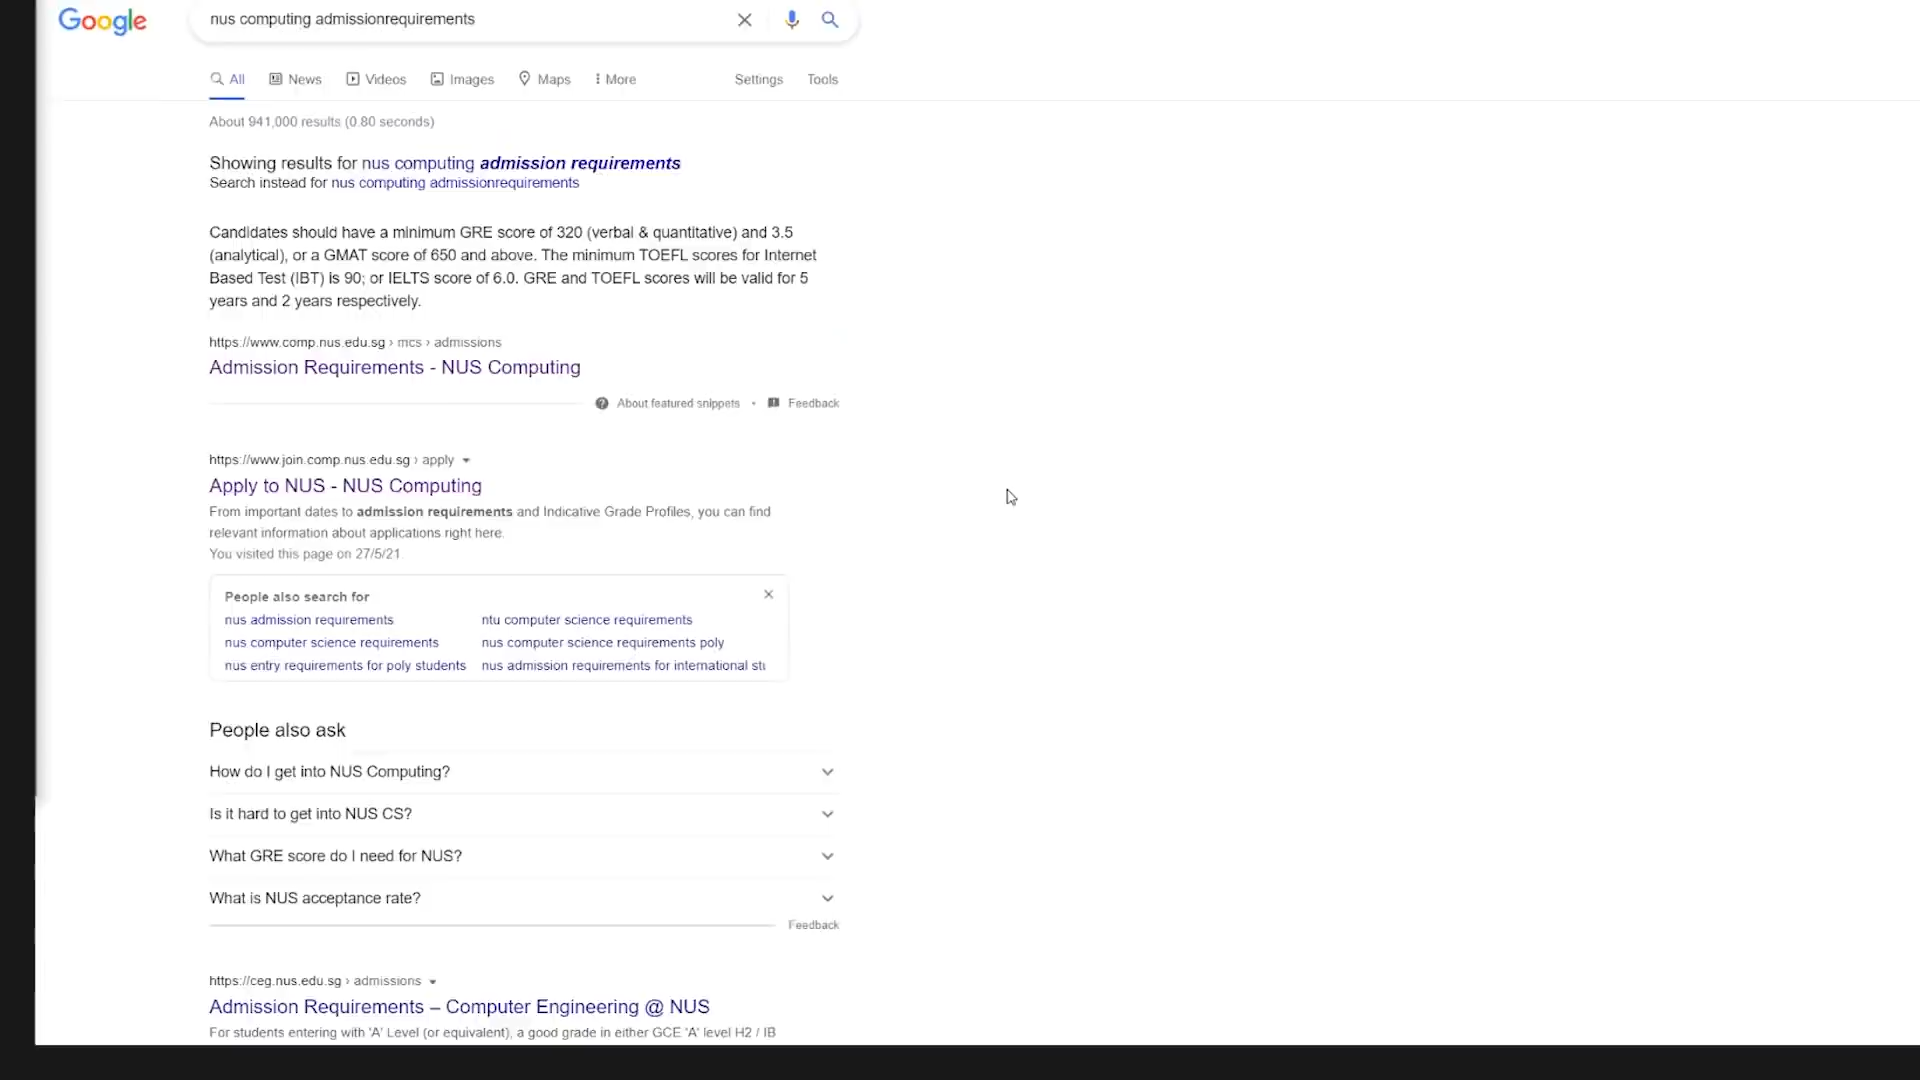 Google
nus computing admissionrequirements
All News Videos Images Maps More Settings Tools
About 941,000 results (0.80 seconds)
Showing results for nus computing admission requirements
Search instead for nus computing admissionrequirements
Candidates should have a minimum GRE score of 320 (verbal & quantitative) and 3.5
(analytical), or a GMAT score of 650 and above. The minimum TOEFL scores for Internet
Based Test (IBT) is 90; or IELTS score of 6.0. GRE and TOEFL scores will be valid for 5
years and 2 years respectively.
https://www.comp.nus.edu.sg › mcs › admissions
Admission Requirements - NUS Computing
About featured snippets • Feedback
https://www.join.comp.nus.edu.sg › apply
Apply to NUS - NUS Computing
From important dates to admission requirements and Indicative Grade Profiles, you can find
relevant information about applications right here.
You visited this page on 27/5/21.
People also search for
nus admission requirements ntu computer science requirements
nus computer science requirements nus computer science requirements poly
nus entry requirements for poly students nus admission requirements for international stu
People also ask
How do I get into NUS Computing?
Is it hard to get into NUS CS?
What GRE score do I need for NUS?
What is NUS acceptance rate?
Feedback
https://ceg.nus.edu.sg › admissions
Admission Requirements – Computer Engineering @ NUS
For students entering with 'A' Level (or equivalent), a good grade in either GCE 'A' level H2 / IB